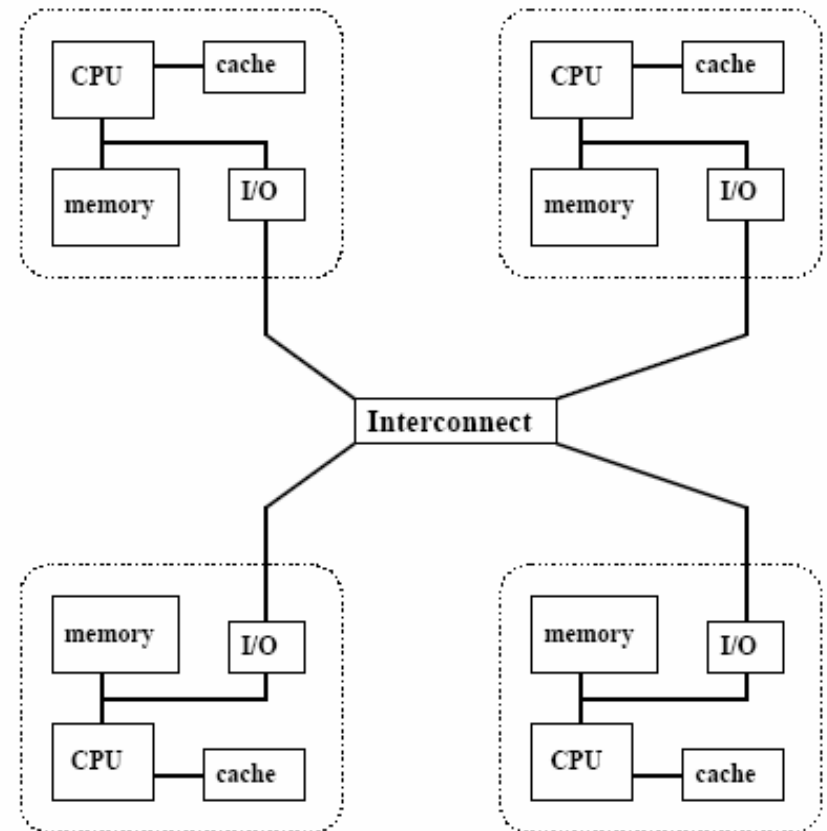 CPU
cache
memory
I/O
CPU
cache
memory
I/O
Interconnect
memory
I/O
CPU
cache
memory
I/O
CPU
cache